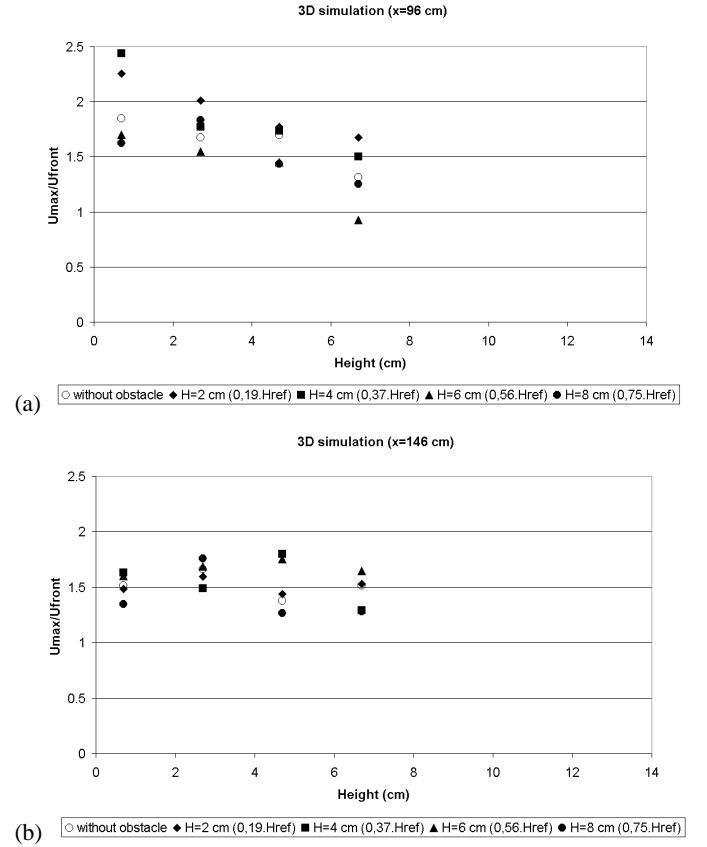 3D simulation (x=96 cm)
2.5
2
1.5
1
0.5
0
Umax/Ufront
0 2 4 6 8 10 12 14
Height (cm)
(a)
without obstacle H=2 cm (0,19.Href) H=4 cm (0,37.Href) H=6 cm (0,56.Href) H=8 cm (0,75.Href)
3D simulation (x=146 cm)
2.5
2
1.5
1
0.5
0
Umax/Ufront
0 2 4 6 8 10 12 14
Height (cm)
(b)
without obstacle H=2 cm (0,19.Href) H=4 cm (0,37.Href) H=6 cm (0,56.Href) H=8 cm (0,75.Href)